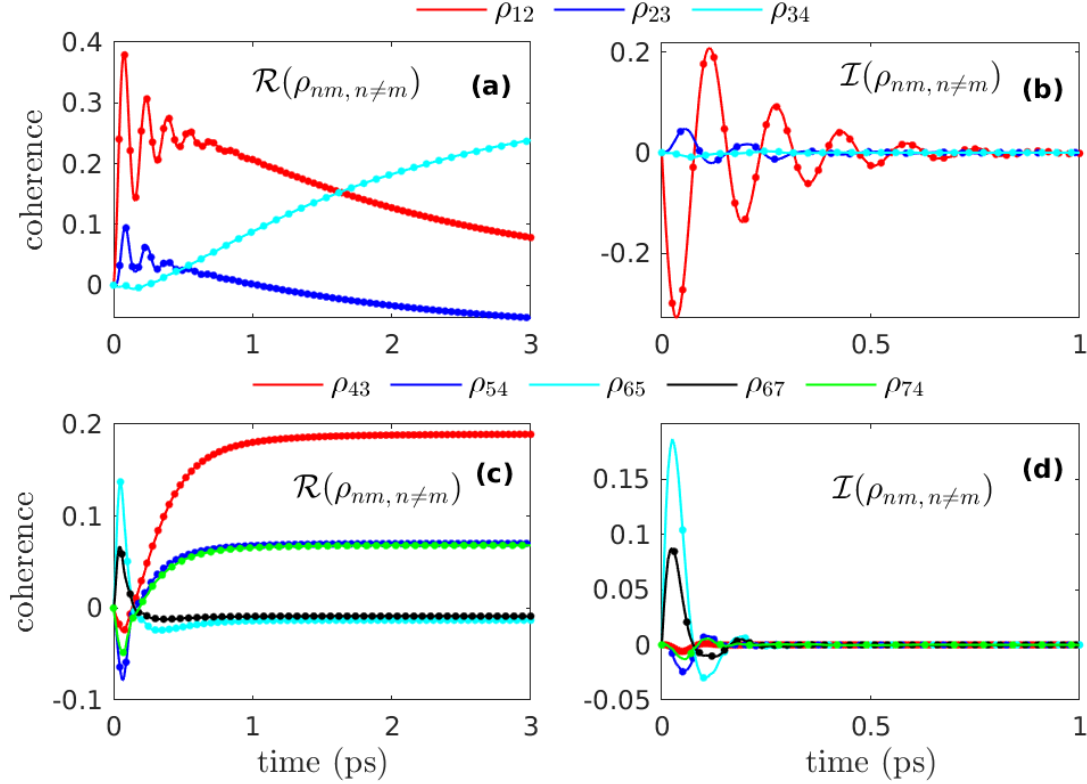 ρ₁₂ ρ₂₃ ρ₃₄
0.4 0.3 0.2 0.1 0
coherence
ℛ(ρₙₘ, ₙ≠ₘ) (a)
0 1 2 3
0.2 0 -0.2
ℐ(ρₙₘ, ₙ≠ₘ) (b)
0 0.5 1
ρ₄₃ ρ₅₄ ρ₆₅ ρ₆₇ ρ₇₄
0.2 0.1 0 -0.1
coherence
ℛ(ρₙₘ, ₙ≠ₘ) (c)
0 1 2 3
time (ps)
0.15 0.1 0.05 0 -0.05
ℐ(ρₙₘ, ₙ≠ₘ) (d)
0 0.5 1
time (ps)